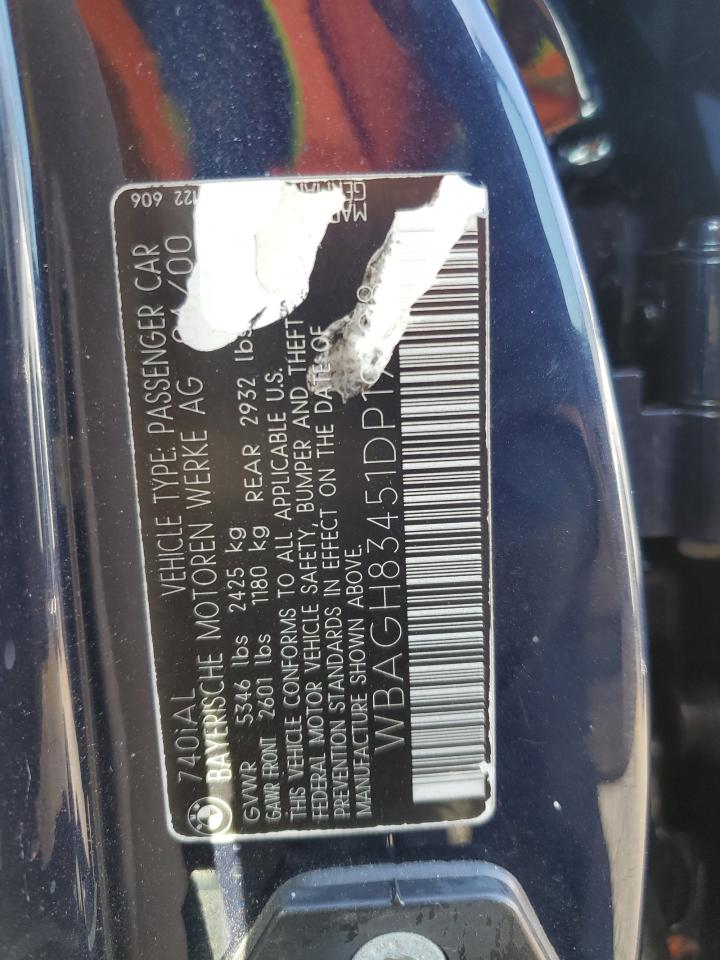 740iAL VEHICLE TYPE: PASSENGER CAR
BAYERISCHE MOTOREN WERKE AG /00
GVWR 5346 lbs 2425 kg
GAWR FRONT 2601 lbs 1180 kg REAR 2932 lbs
THIS VEHICLE CONFORMS TO ALL APPLICABLE U.S.
FEDERAL MOTOR VEHICLE SAFETY, BUMPER AND THEFT
PREVENTION STANDARDS IN EFFECT ON THE DATE OF
MANUFACTURE SHOWN ABOVE.
WBAGH83451DP1
122 606